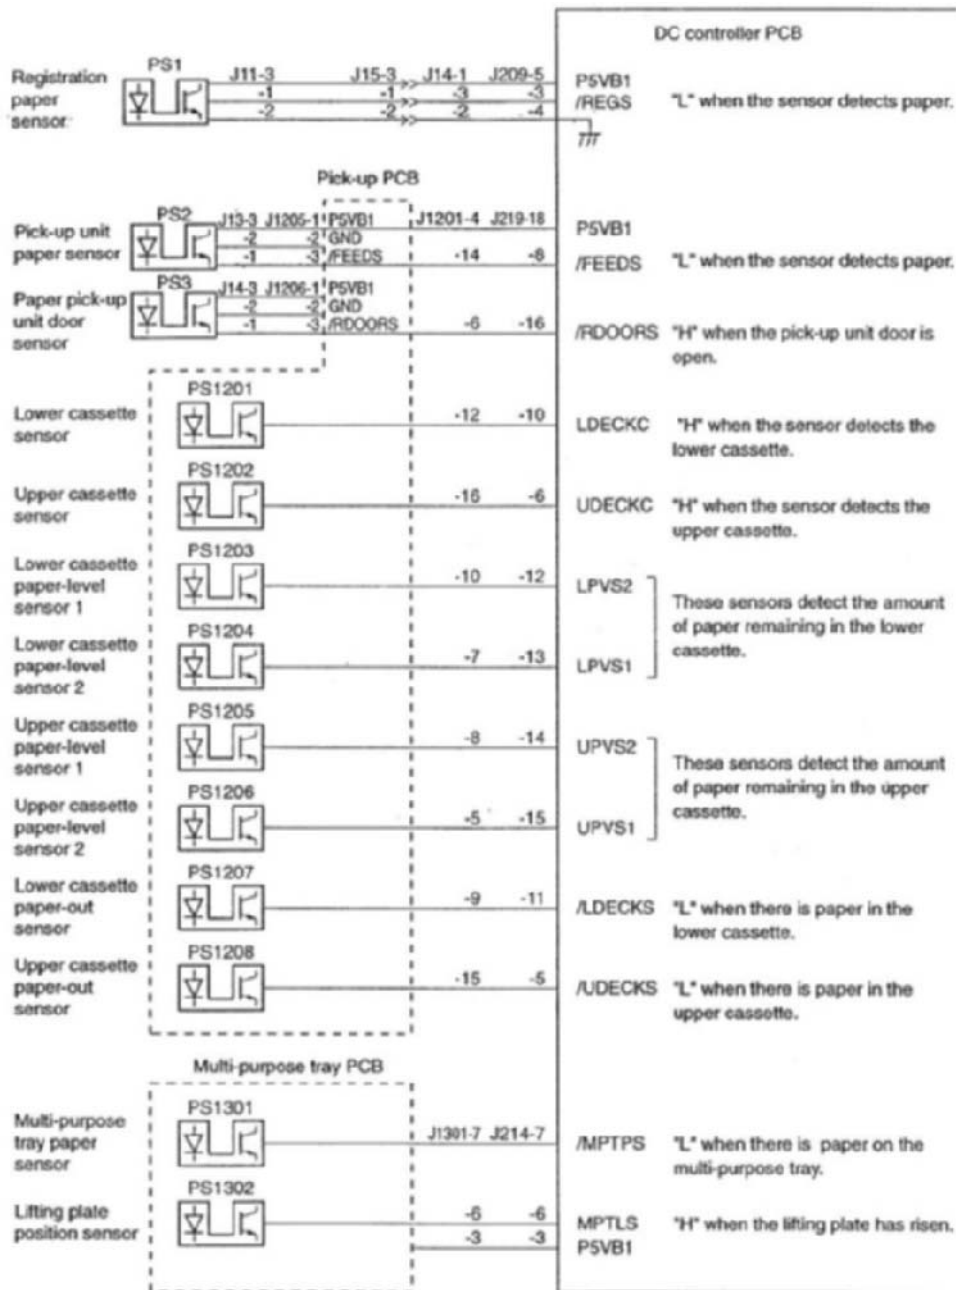 DC controller PCB
Registration paper sensor
PS1
J11-3 J15-3 J14-1 J209-5
-1 -1 -3 -3
-2 -2 -2 -4
P5VB1
/REGS "L" when the sensor detects paper.
Pick-up PCB
Pick-up unit paper sensor
PS2
J13-3 J1205-1 P5VB1 J1201-4 J219-18 P5VB1
-2 -2 GND
-1 -3 /FEEDS -14 -8 /FEEDS "L" when the sensor detects paper.
Paper pick-up unit door sensor
PS3
J14-3 J1206-1 P5VB1
-2 -2 GND
-1 -3 /RDOORS -6 -16 /RDOORS "H" when the pick-up unit door is open.
Lower cassette sensor
PS1201
-12 -10 LDECKC "H" when the sensor detects the lower cassette.
Upper cassette sensor
PS1202
-16 -6 UDECKC "H" when the sensor detects the upper cassette.
Lower cassette paper-level sensor 1
PS1203
-10 -12 LPVS2
These sensors detect the amount of paper remaining in the lower cassette.
Lower cassette paper-level sensor 2
PS1204
-7 -13 LPVS1
Upper cassette paper-level sensor 1
PS1205
-8 -14 UPVS2
These sensors detect the amount of paper remaining in the upper cassette.
Upper cassette paper-level sensor 2
PS1206
-5 -15 UPVS1
Lower cassette paper-out sensor
PS1207
-9 -11 /LDECKS "L" when there is paper in the lower cassette.
Upper cassette paper-out sensor
PS1208
-15 -5 /UDECKS "L" when there is paper in the upper cassette.
Multi-purpose tray PCB
Multi-purpose tray paper sensor
PS1301
J1301-7 J214-7 /MPTPS "L" when there is paper on the multi-purpose tray.
Lifting plate position sensor
PS1302
-6 -6 MPTLS "H" when the lifting plate has risen.
-3 -3 P5VB1